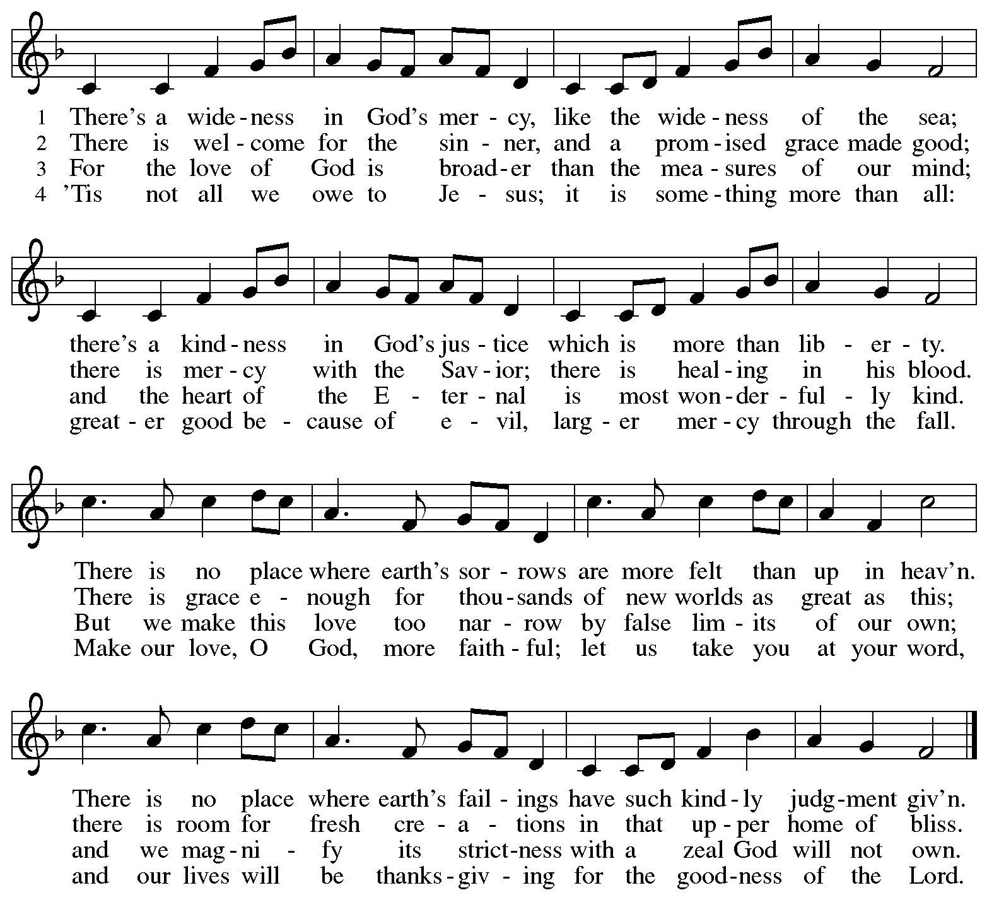 1 There's a wide - ness in God's mer - cy, like the wide - ness of the sea;
2 There is wel - come for the sin - ner, and a prom - ised grace made good;
3 For the love of God is broad - er than the mea - sures of our mind;
4 'Tis not all we owe to Je - sus; it is some - thing more than all:
there's a kind - ness in God's jus - tice which is more than lib - er - ty.
there is mer - cy with the Sav - ior; there is heal - ing in his blood.
and the heart of the E - ter - nal is most won - der - ful - ly kind.
great - er good be - cause of e - vil, larg - er mer - cy through the fall.
There is no place where earth's sor - rows are more felt than up in heav'n.
There is grace e - nough for thou - sands of new worlds as great as this;
But we make this love too nar - row by false lim - its of our own;
Make our love, O God, more faith - ful; let us take you at your word,
There is no place where earth's fail - ings have such kind - ly judg - ment giv'n.
there is room for fresh cre - a - tions in that up - per home of bliss.
and we mag - ni - fy its strict - ness with a zeal God will not own.
and our lives will be thanks - giv - ing for the good - ness of the Lord.